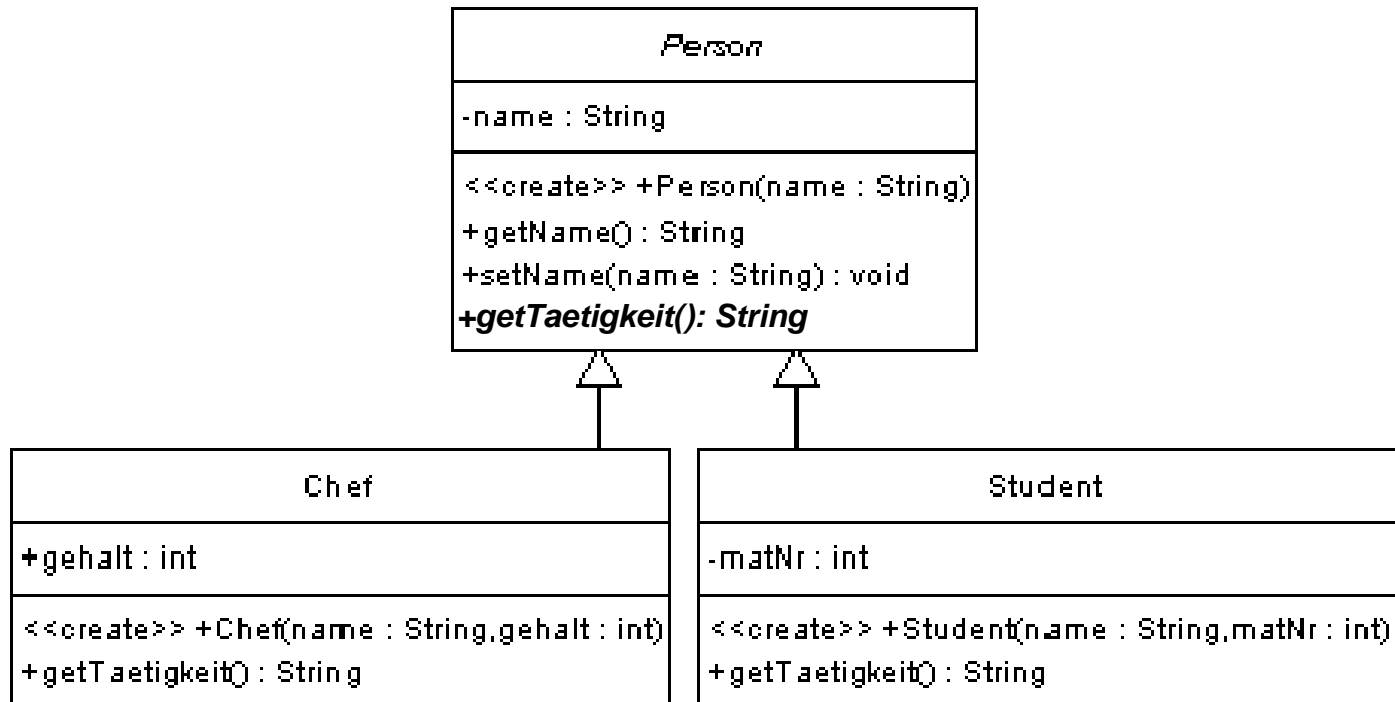 Person
-name : String
<<create>> +Person(name : String)
+getName() : String
+setName(name : String) : void
+getTaetigkeit(): String
Chef
+gehalt : int
<<create>> +Chef(name : String,gehalt : int)
+getTaetigkeit() : String
Student
-matNr : int
<<create>> +Student(name : String,matNr : int)
+getTaetigkeit() : String